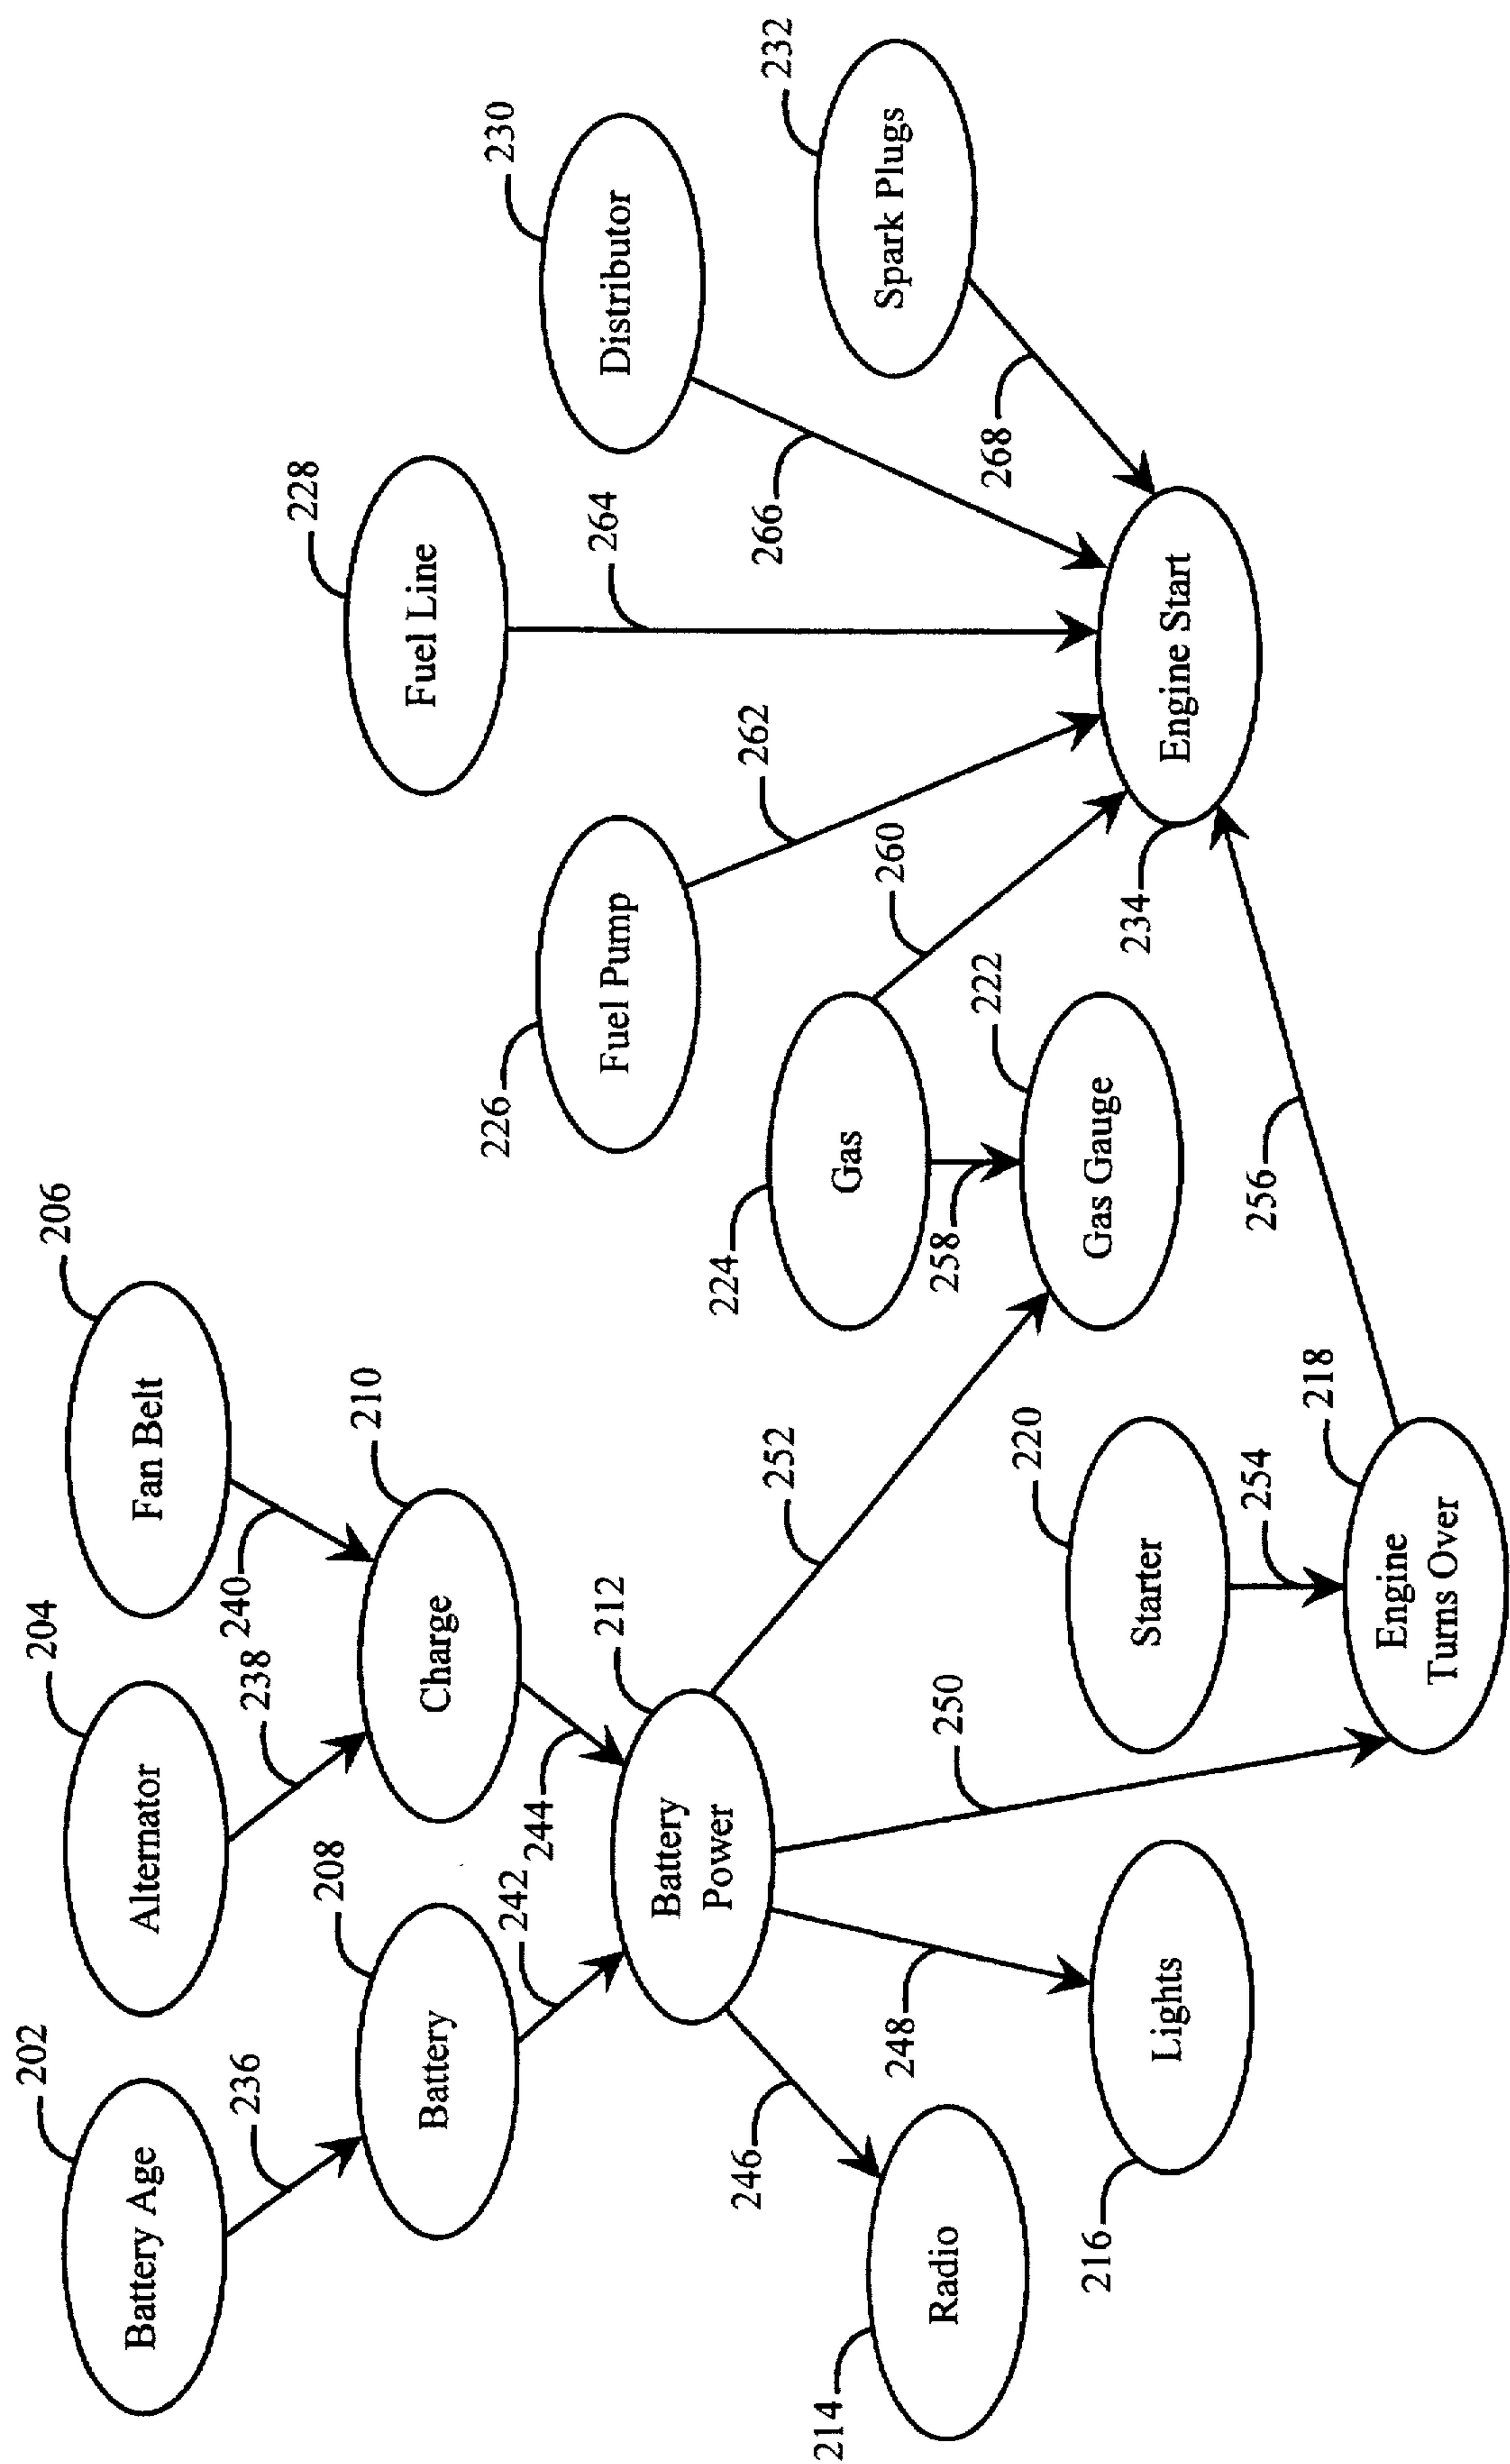 202
Battery Age
236
204
Alternator
238
206
Fan Belt
240
208
Battery
242
210
Charge
244
212
Battery
Power
246
248
250
252
214
Radio
216
Lights
220
Starter
254
218
Engine
Turns Over
256
224
Gas
258
222
Gas Gauge
260
226
Fuel Pump
262
228
Fuel Line
264
230
Distributor
266
232
Spark Plugs
268
234
Engine Start